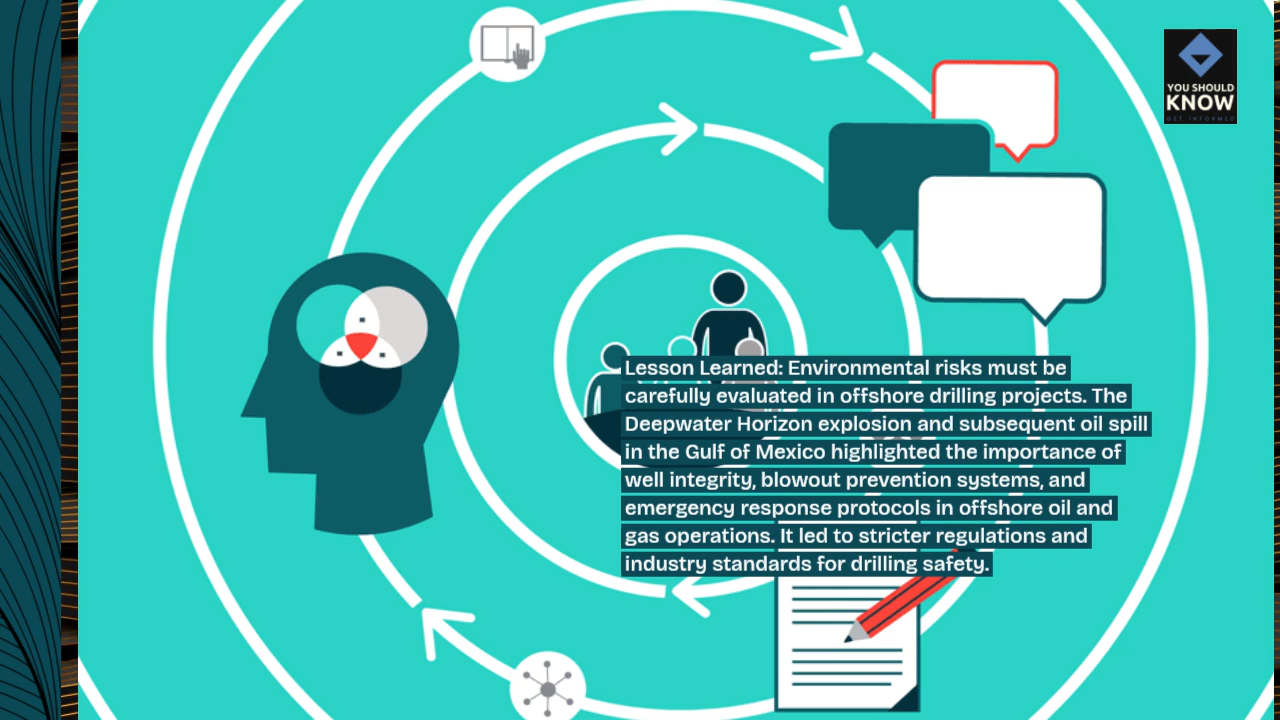 YOU SHOULD
KNOW
GET INFORMED
Lesson Learned: Environmental risks must be
carefully evaluated in offshore drilling projects. The
Deepwater Horizon explosion and subsequent oil spill
in the Gulf of Mexico highlighted the importance of
well integrity, blowout prevention systems, and
emergency response protocols in offshore oil and
gas operations. It led to stricter regulations and
industry standards for drilling safety.